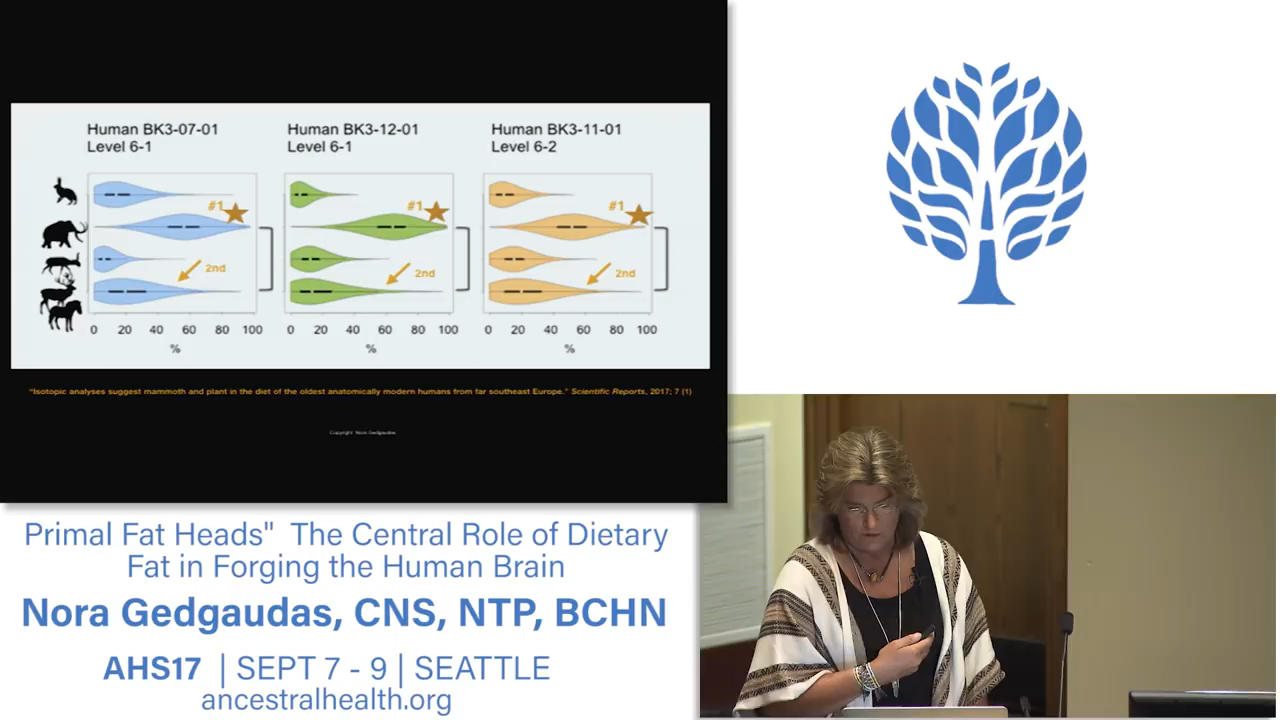 Human BK3-07-01
Level 6-1
Human BK3-12-01
Level 6-1
Human BK3-11-01
Level 6-2
#1
#1
#1
2nd
2nd
2nd
0 20 40 60 80 100
0 20 40 60 80 100
0 20 40 60 80 100
%
%
%
"Isotopic analyses suggest mammoth and plant in the diet of the oldest anatomically modern humans from far southeast Europe." Scientific Reports, 2017; 7 (1)
Copyright Nora Gedgaudas
Primal Fat Heads" The Central Role of Dietary
Fat in Forging the Human Brain
Nora Gedgaudas, CNS, NTP, BCHN
AHS17 | SEPT 7 - 9 | SEATTLE
ancestralhealth.org